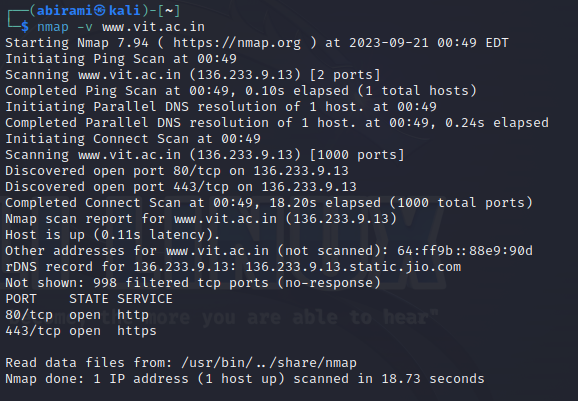 ┌──(abirami㉿kali)-[~]
└─$ nmap -v www.vit.ac.in
Starting Nmap 7.94 ( https://nmap.org ) at 2023-09-21 00:49 EDT
Initiating Ping Scan at 00:49
Scanning www.vit.ac.in (136.233.9.13) [2 ports]
Completed Ping Scan at 00:49, 0.10s elapsed (1 total hosts)
Initiating Parallel DNS resolution of 1 host. at 00:49
Completed Parallel DNS resolution of 1 host. at 00:49, 0.24s elapsed
Initiating Connect Scan at 00:49
Scanning www.vit.ac.in (136.233.9.13) [1000 ports]
Discovered open port 80/tcp on 136.233.9.13
Discovered open port 443/tcp on 136.233.9.13
Completed Connect Scan at 00:49, 18.20s elapsed (1000 total ports)
Nmap scan report for www.vit.ac.in (136.233.9.13)
Host is up (0.11s latency).
Other addresses for www.vit.ac.in (not scanned): 64:ff9b::88e9:90d
rDNS record for 136.233.9.13: 136.233.9.13.static.jio.com
Not shown: 998 filtered tcp ports (no-response)
PORT    STATE SERVICE
80/tcp  open  http
more you are able to hear"
443/tcp open  https
Read data files from: /usr/bin/../share/nmap
Nmap done: 1 IP address (1 host up) scanned in 18.73 seconds